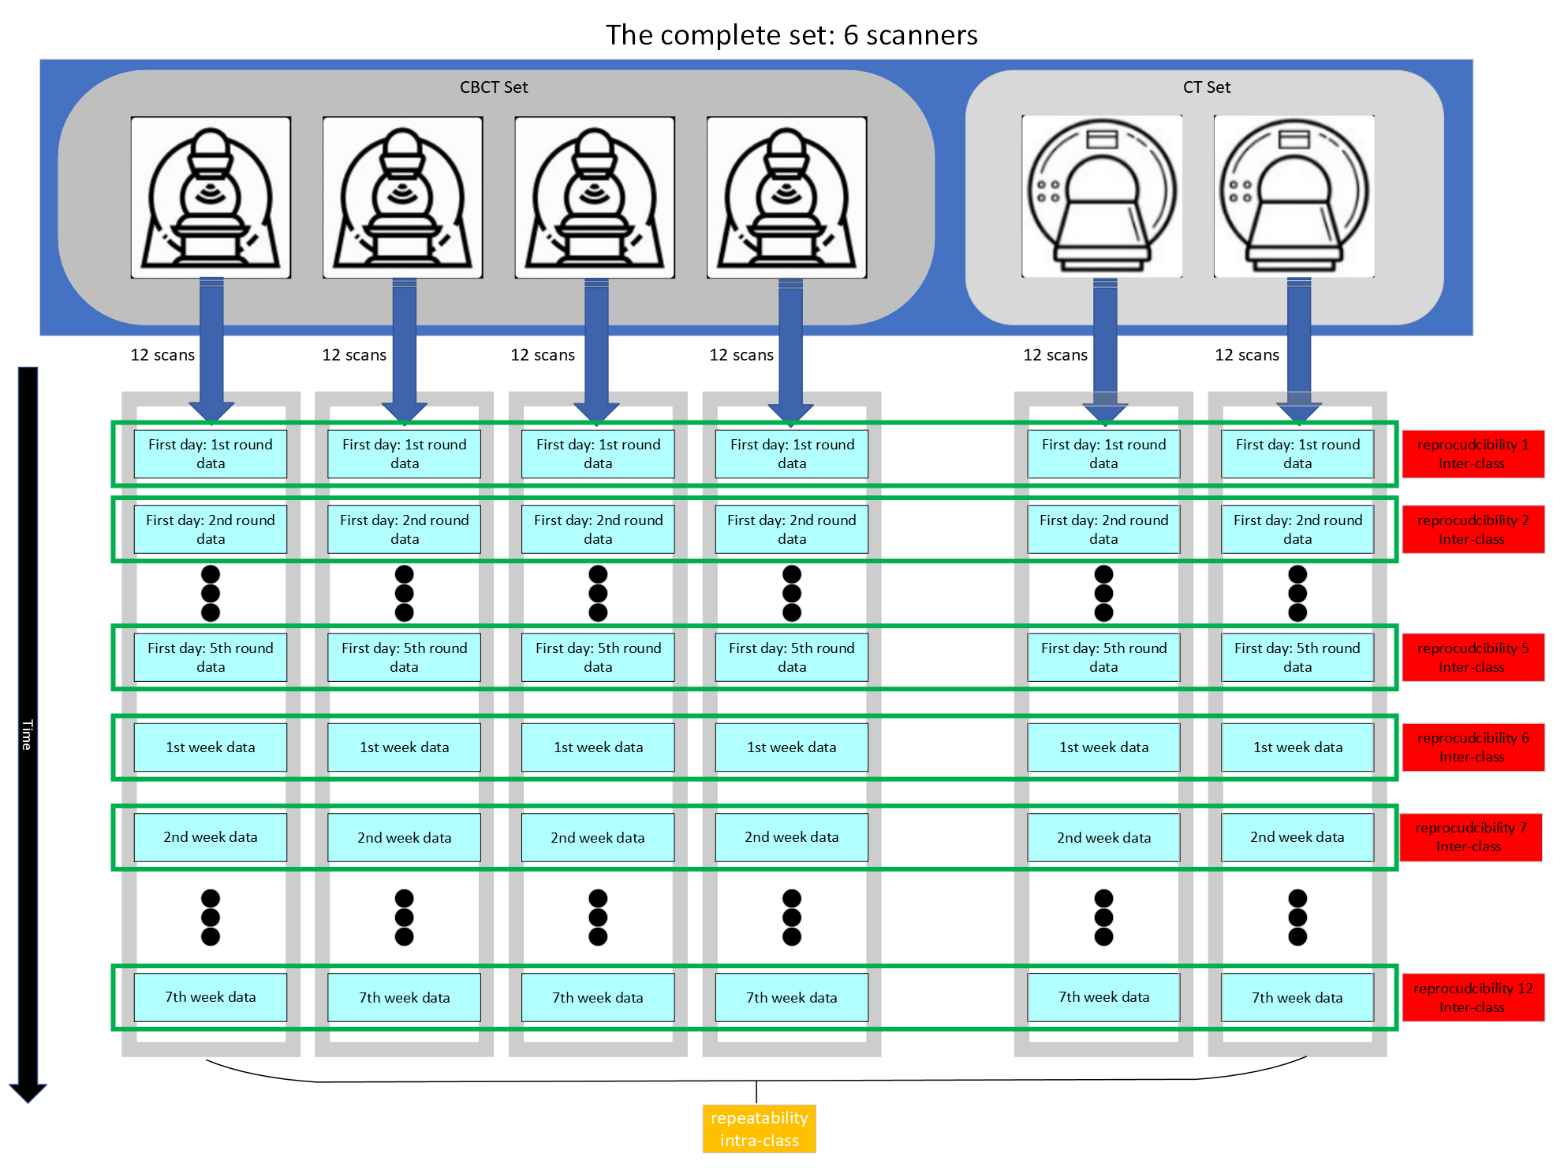 The complete set: 6 scanners
CBCT Set
CT Set
12 scans
12 scans
12 scans
12 scans
12 scans
12 scans
Time
First day: 1st round
data
First day: 1st round
data
First day: 1st round
data
First day: 1st round
data
First day: 1st round
data
First day: 1st round
data
reprocudcibility 1
Inter-class
First day: 2nd round
data
First day: 2nd round
data
First day: 2nd round
data
First day: 2nd round
data
First day: 2nd round
data
First day: 2nd round
data
reprocudcibility 2
Inter-class
First day: 5th round
data
First day: 5th round
data
First day: 5th round
data
First day: 5th round
data
First day: 5th round
data
First day: 5th round
data
reprocudcibility 5
Inter-class
1st week data
1st week data
1st week data
1st week data
1st week data
1st week data
reprocudcibility 6
Inter-class
2nd week data
2nd week data
2nd week data
2nd week data
2nd week data
2nd week data
reprocudcibility 7
Inter-class
7th week data
7th week data
7th week data
7th week data
7th week data
7th week data
reprocudcibility 12
Inter-class
repeatability
intra-class